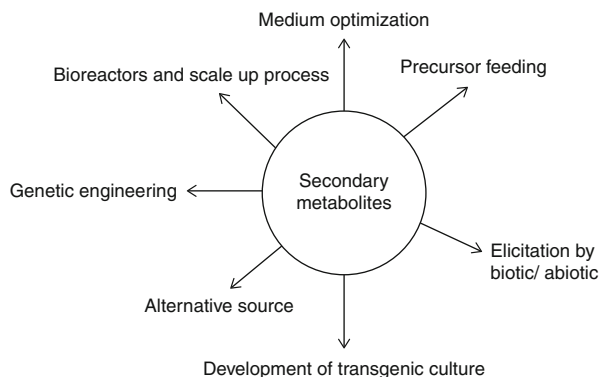 Medium optimization
Precursor feeding
Bioreactors and scale up process
Genetic engineering
Secondary
metabolites
Elicitation by
biotic/ abiotic
Alternative source
Development of transgenic culture